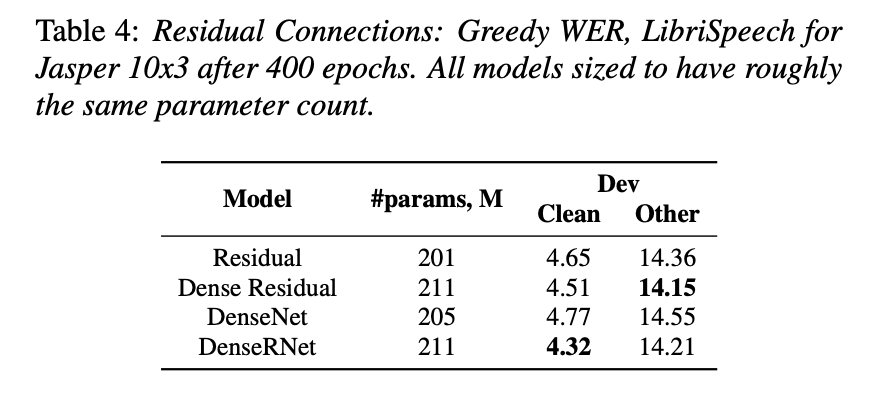 Table 4: Residual Connections: Greedy WER, LibriSpeech for
Jasper 10x3 after 400 epochs. All models sized to have roughly
the same parameter count.
Model #params, M Dev
Clean Other
Residual 201 4.65 14.36
Dense Residual 211 4.51 14.15
DenseNet 205 4.77 14.55
DenseRNet 211 4.32 14.21